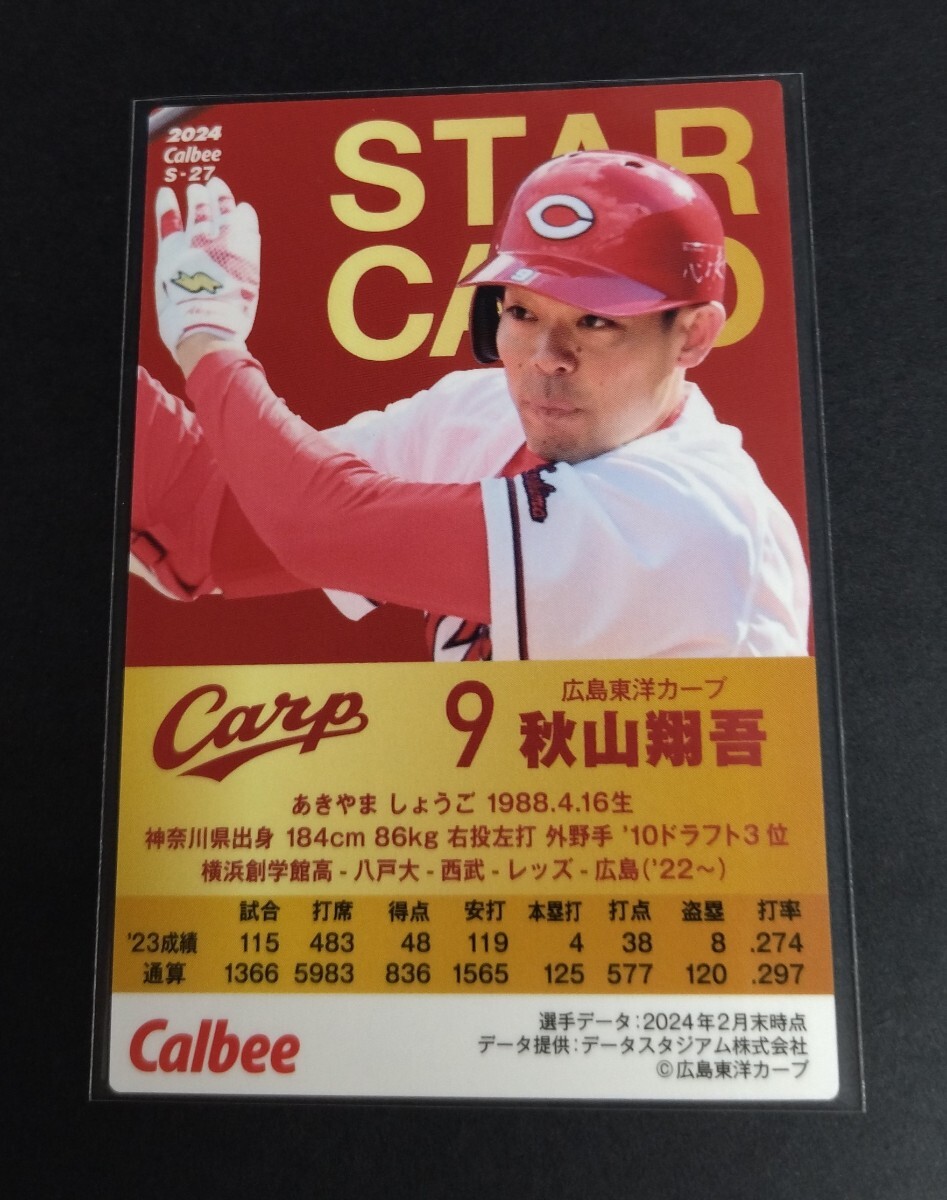 2024
Calbee
S-27
STAR
CA D
9
Carp
9
広島東洋カープ
秋山翔吾
あきやま しょうご 1988.4.16生
神奈川県出身 184cm 86kg 右投左打 外野手 '10ドラフト3位
横浜創学館高 - 八戸大 - 西武 - レッズ - 広島('22〜)
試合 打席 得点 安打 本塁打 打点 盗塁 打率
'23成績 115 483 48 119 4 38 8 .274
通算 1366 5983 836 1565 125 577 120 .297
Calbee
選手データ:2024年2月末時点
データ提供:データスタジアム株式会社
©広島東洋カープ